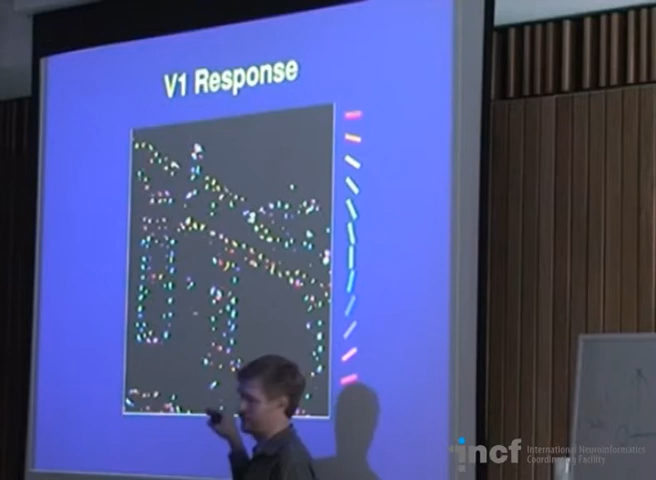 V1 Response
incf International Neuroinformatics
Coordinating Facility